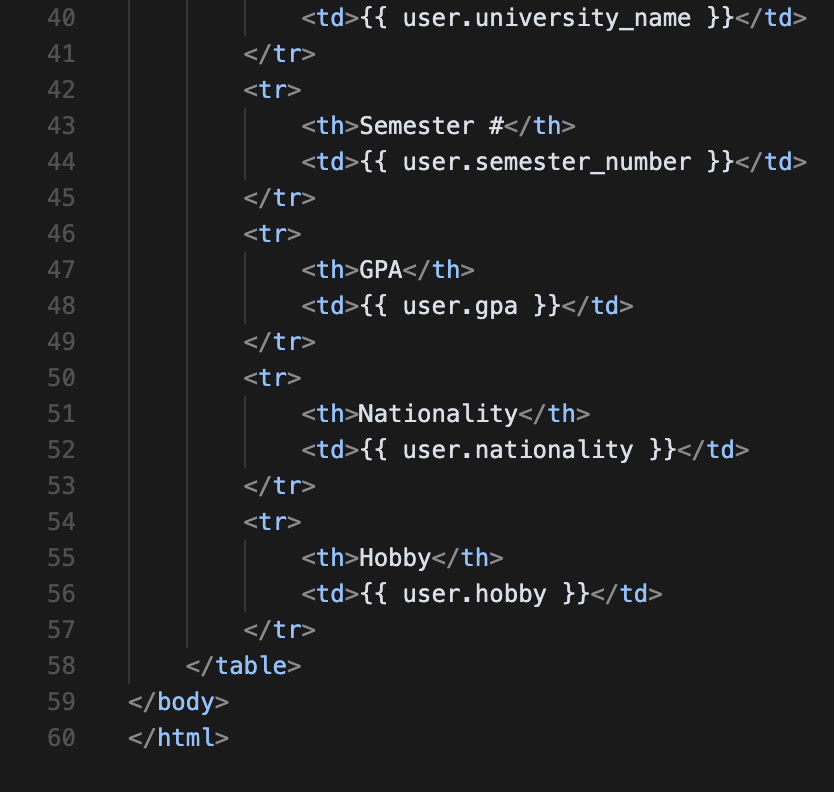 40 <td>{{ user.university_name }}</td>
41 </tr>
42 <tr>
43 <th>Semester #</th>
44 <td>{{ user.semester_number }}</td>
45 </tr>
46 <tr>
47 <th>GPA</th>
48 <td>{{ user.gpa }}</td>
49 </tr>
50 <tr>
51 <th>Nationality</th>
52 <td>{{ user.nationality }}</td>
53 </tr>
54 <tr>
55 <th>Hobby</th>
56 <td>{{ user.hobby }}</td>
57 </tr>
58 </table>
59 </body>
60 </html>